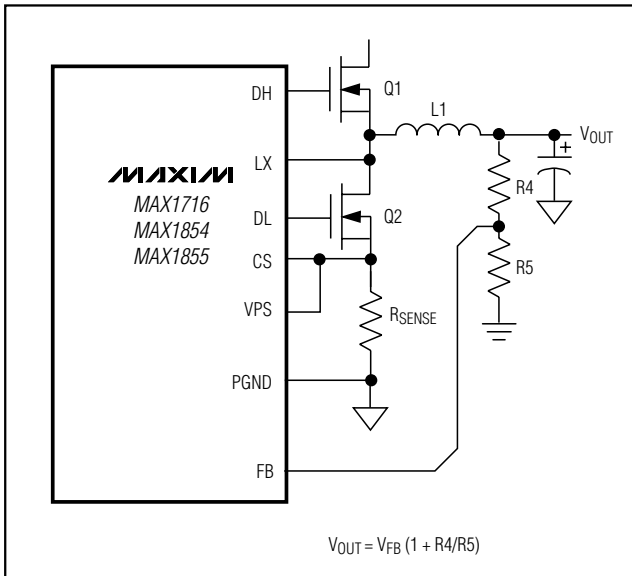 DH
Q1
L1
VOUT
+
LX
MAXIM
MAX1716
MAX1854
MAX1855
R4
DL
Q2
CS
R5
VPS
RSENSE
PGND
FB
VOUT = VFB (1 + R4/R5)